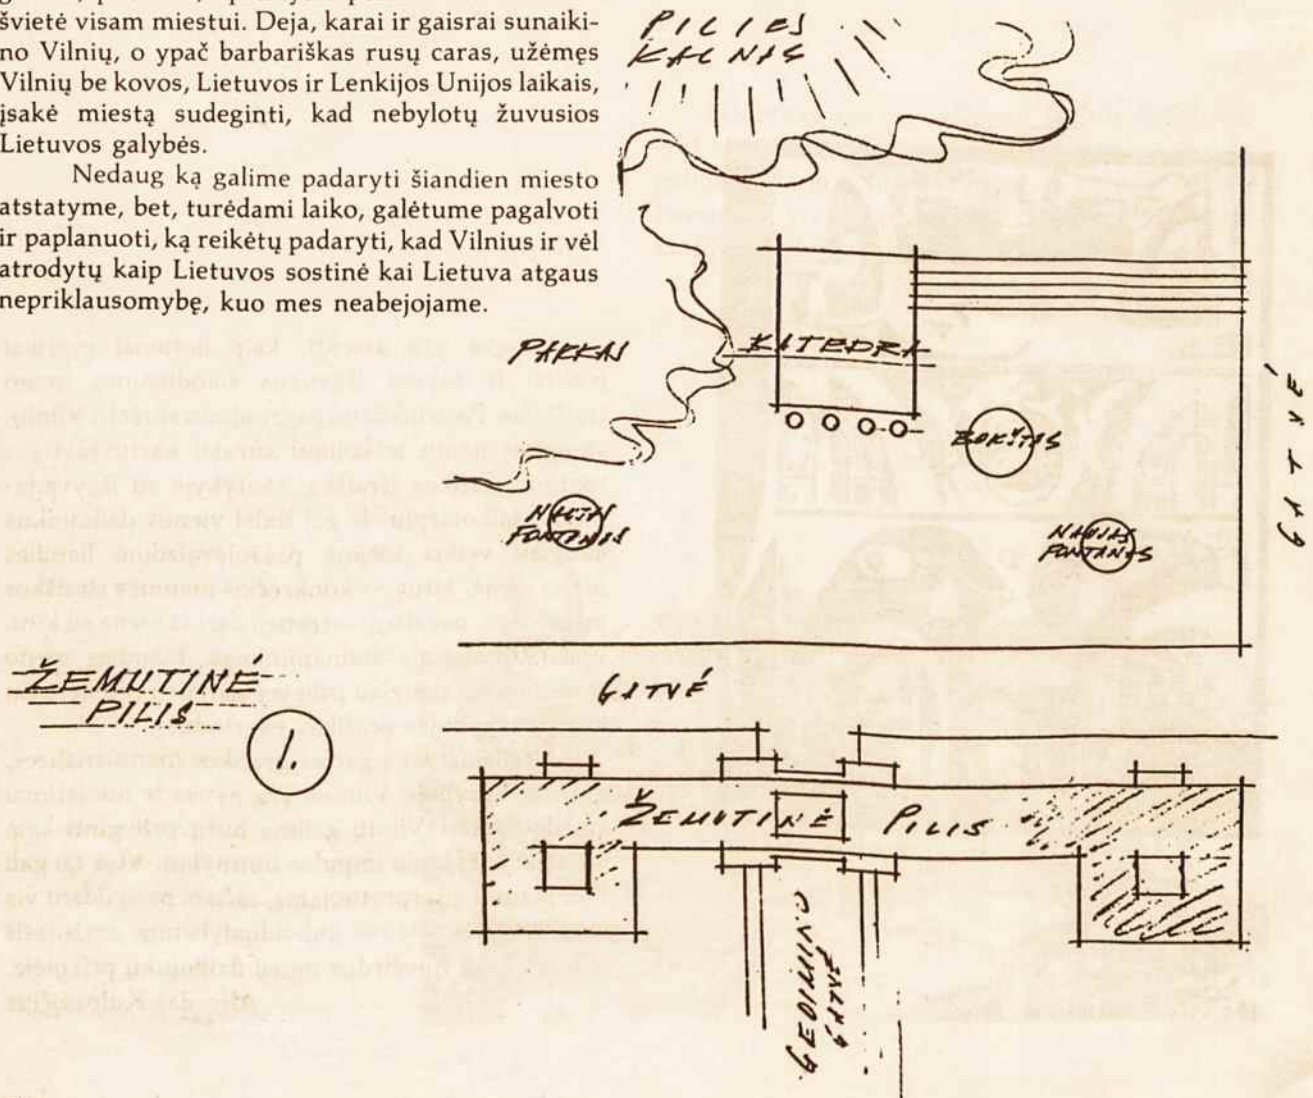 švietė visam miestui. Deja, karai ir gaisrai sunaiki-
no Vilnių, o ypač barbariškas rusų caras, užėmęs
Vilnių be kovos, Lietuvos ir Lenkijos Unijos laikais,
įsakė miestą sudeginti, kad nebylotų žuvusios
Lietuvos galybės.
Nedaug ką galime padaryti šiandien miesto
atstatyme, bet, turėdami laiko, galėtume pagalvoti
ir paplanuoti, ką reikėtų padaryti, kad Vilnius ir vėl
atrodytų kaip Lietuvos sostinė kai Lietuva atgaus
nepriklausomybę, kuo mes neabejojame.
PILIES
KALNAS
PARKAS
KATEDRA
BOKŠTAS
NAUJAS
FONTANAS
NAUJAS
FONTANAS
GATVĖ
ŽEMUTINĖ
PILIS
1
GATVĖ
ŽEMUTINĖ PILIS
GEDIMINO
GATVĖ